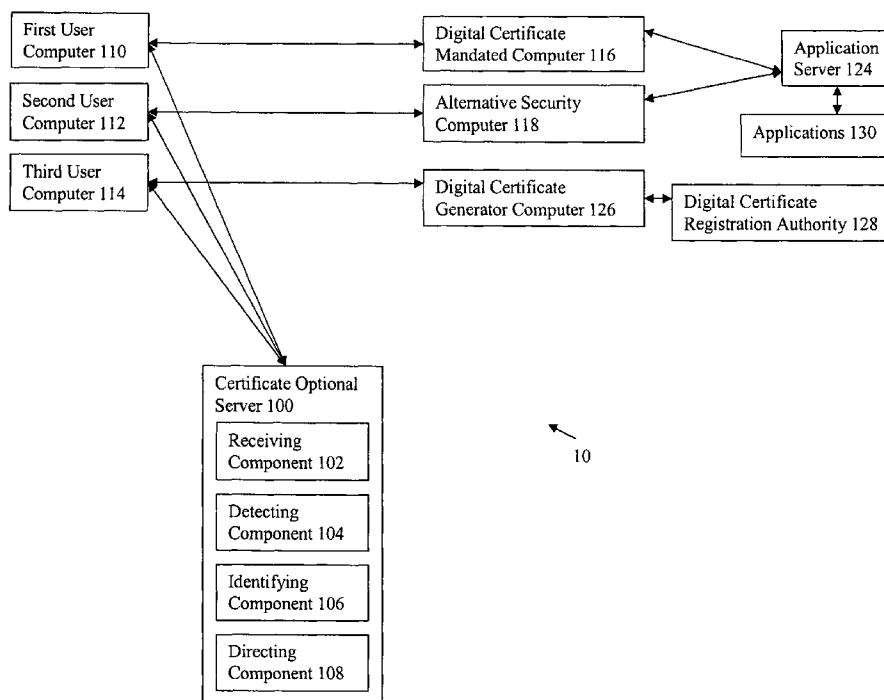 First User
Computer 110
Digital Certificate
Mandated Computer 116
Application
Server 124
Second User
Computer 112
Alternative Security
Computer 118
Applications 130
Third User
Computer 114
Digital Certificate
Generator Computer 126
Digital Certificate
Registration Authority 128
Certificate Optional
Server 100
Receiving
Component 102
Detecting
Component 104
Identifying
Component 106
Directing
Component 108
10